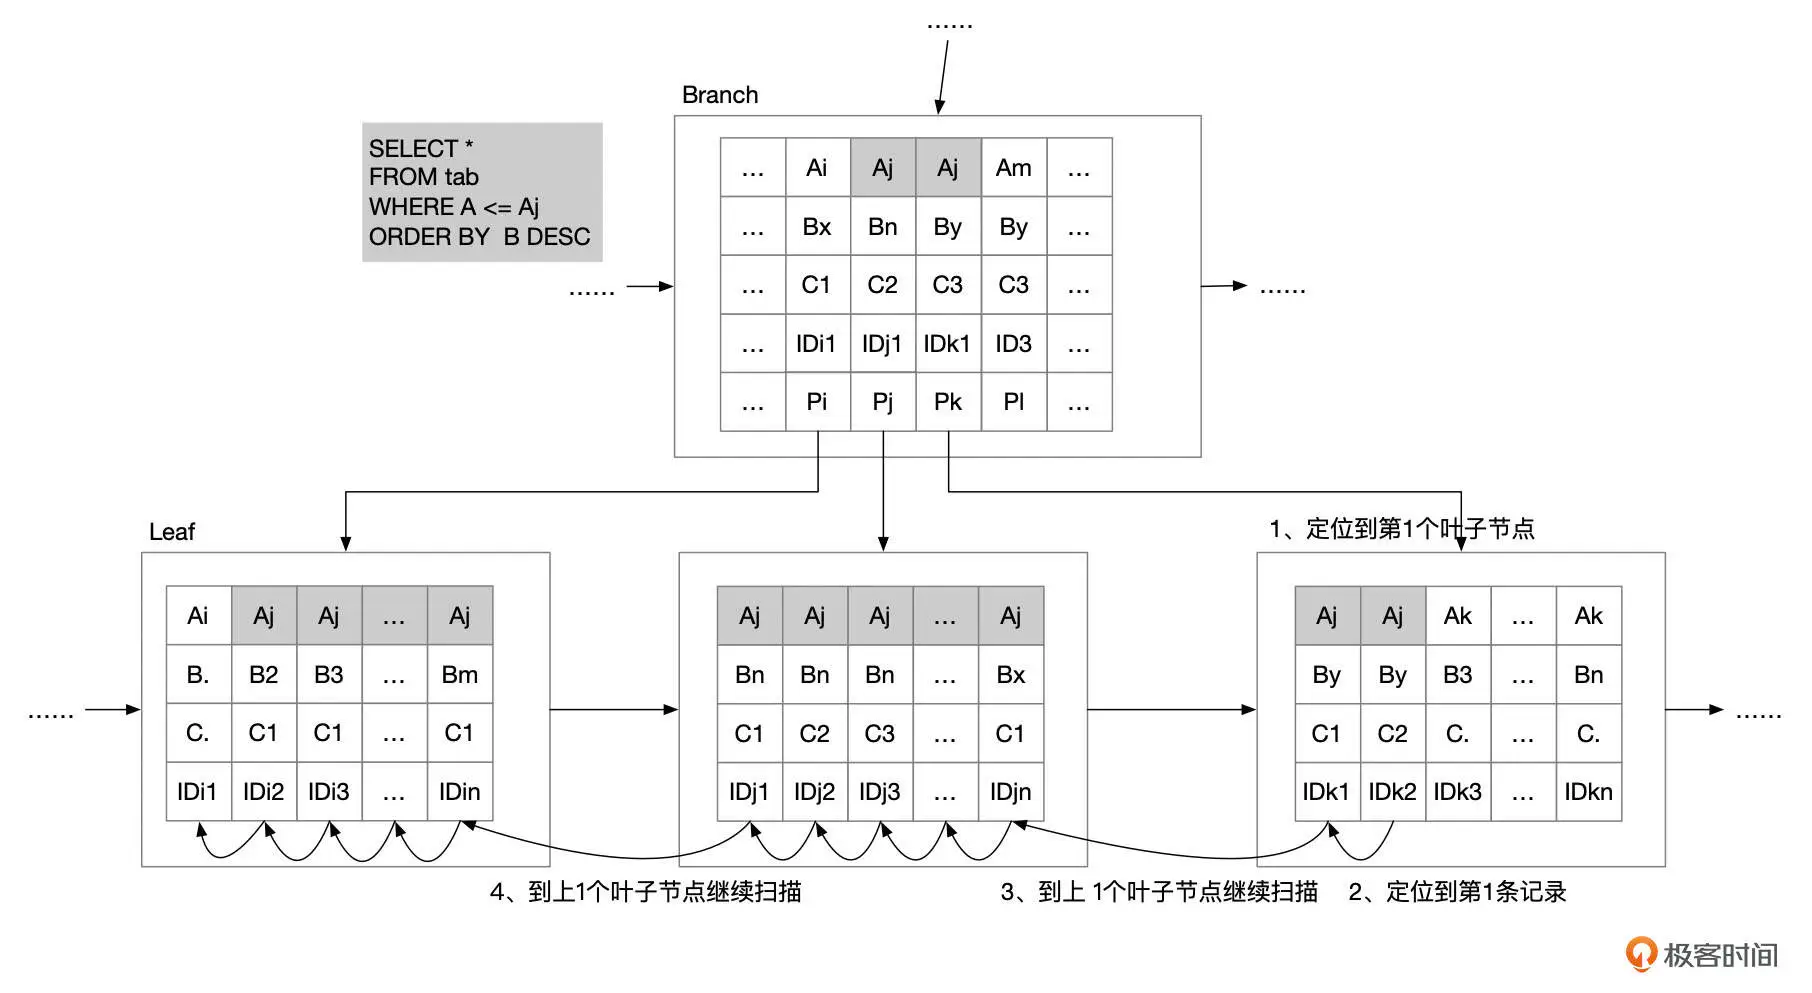 ……
Branch
SELECT *
FROM tab
WHERE A <= Aj
ORDER BY B DESC
... Ai Aj Aj Am ...
... Bx Bn By By ...
... C1 C2 C3 C3 ...
... IDi1 IDj1 IDk1 ID3 ...
... Pi Pj Pk Pl ...
……
……
Leaf
1、定位到第1个叶子节点
Ai Aj Aj ... Aj
B. B2 B3 ... Bm
C. C1 C1 ... C1
IDi1 IDi2 IDi3 ... IDin
Aj Aj Aj ... Aj
Bn Bn Bn ... Bx
C1 C2 C3 ... C1
IDj1 IDj2 IDj3 ... IDjn
Aj Aj Ak ... Ak
By By B3 ... Bn
C1 C2 C. ... C.
IDk1 IDk2 IDk3 ... IDkn
……
……
4、到上1个叶子节点继续扫描
3、到上 1个叶子节点继续扫描
2、定位到第1条记录
极客时间